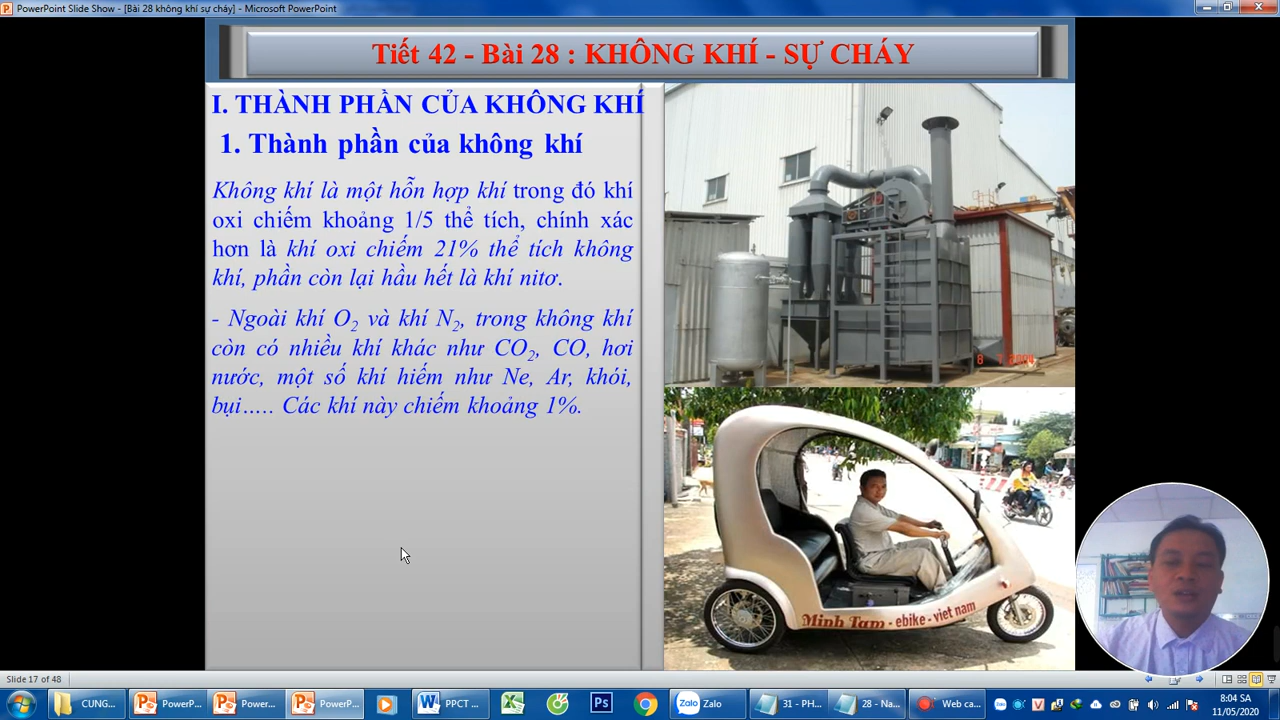 PowerPoint Slide Show - [Bài 28 không khí sự cháy] - Microsoft PowerPoint
Tiết 42 - Bài 28 : KHÔNG KHÍ - SỰ CHÁY
I. THÀNH PHẦN CỦA KHÔNG KHÍ
1. Thành phần của không khí
Không khí là một hỗn hợp khí trong đó khí
oxi chiếm khoảng 1/5 thể tích, chính xác
hơn là khí oxi chiếm 21% thể tích không
khí, phần còn lại hầu hết là khí nitơ.
- Ngoài khí O2 và khí N2, trong không khí
còn có nhiều khí khác như CO2, CO, hơi
nước, một số khí hiếm như Ne, Ar, khói,
bụi….. Các khí này chiếm khoảng 1%.
Minh Tam - ebike - viet nam
Slide 17 of 48
CUNG...
PowerP...
Power...
PowerP...
PPCT ...
Zalo
31 - PH...
28 - Na...
Web ca...
8:04 SA
11/05/2020